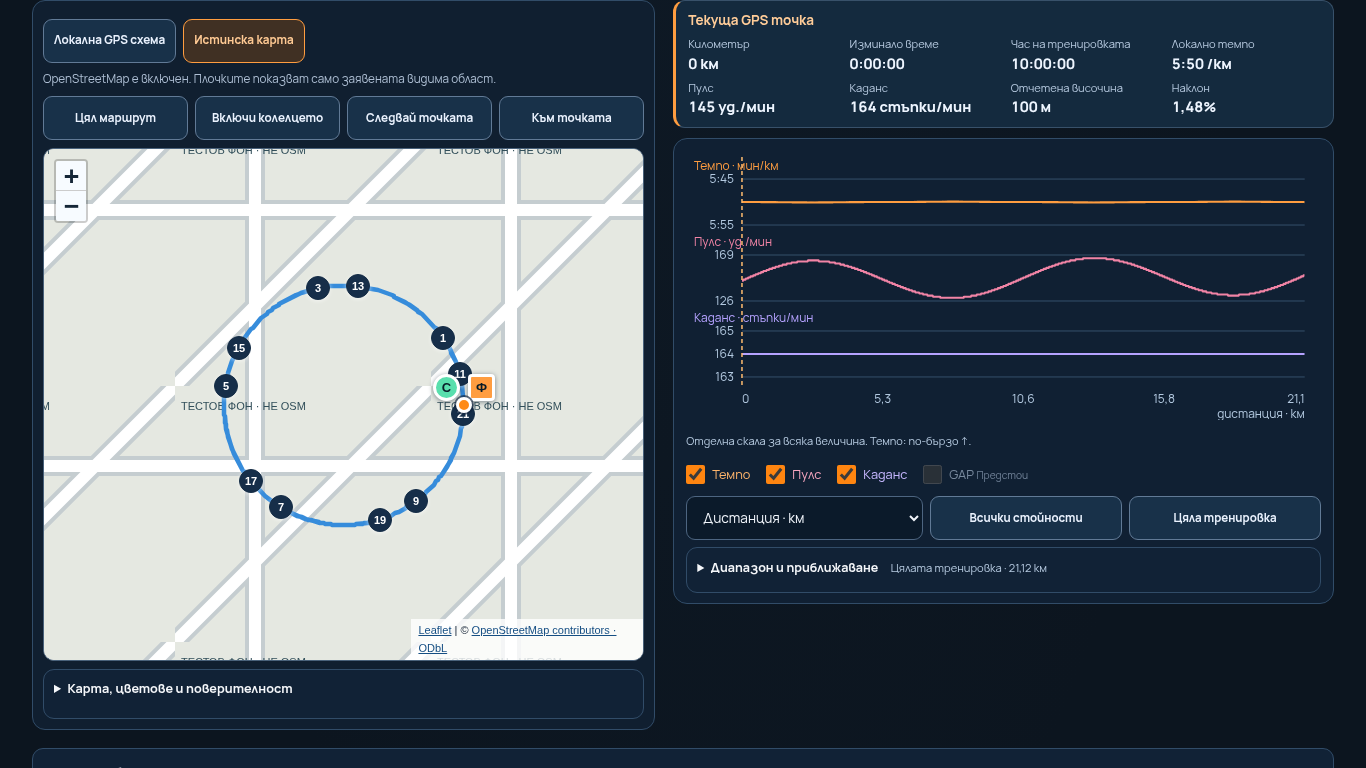 Локална GPS схема
Истинска карта
OpenStreetMap е включен. Плочките показват само заявената видима област.
Цял маршрут
Включи колелцето
Следвай точката
Към точката
ТЕСТОВ ФОН · НЕ OSM
ТЕСТОВ ФОН · НЕ OSM
+
−
3
13
1
15
11
5
С
Ф
М
ТЕСТОВ ФОН · НЕ OSM
ТЕСТОВ ФОН · НЕ OSM
21
17
7
9
19
Leaflet | © OpenStreetMap contributors ·
ODbL
ТЕСТОВ ФОН · НЕ OSM
Карта, цветове и поверителност
Текуща GPS точка
Километър
0 км
Изминало време
0:00:00
Час на тренировката
10:00:00
Локално темпо
5:50 /км
Пулс
145 уд./мин
Каданс
164 стъпки/мин
Отчетена височина
100 м
Наклон
1,48%
Темпо · мин/км
5:45
5:55
Пулс · уд./мин
169
126
Каданс · стъпки/мин
165
164
163
0
5,3
10,6
15,8
21,1
дистанция · км
Отделна скала за всяка величина. Темпо: по-бързо ↑.
Темпо
Пулс
Каданс
GAP Предстои
Дистанция · км
Всички стойности
Цяла тренировка
Диапазон и приближаване
Цялата тренировка · 21,12 км